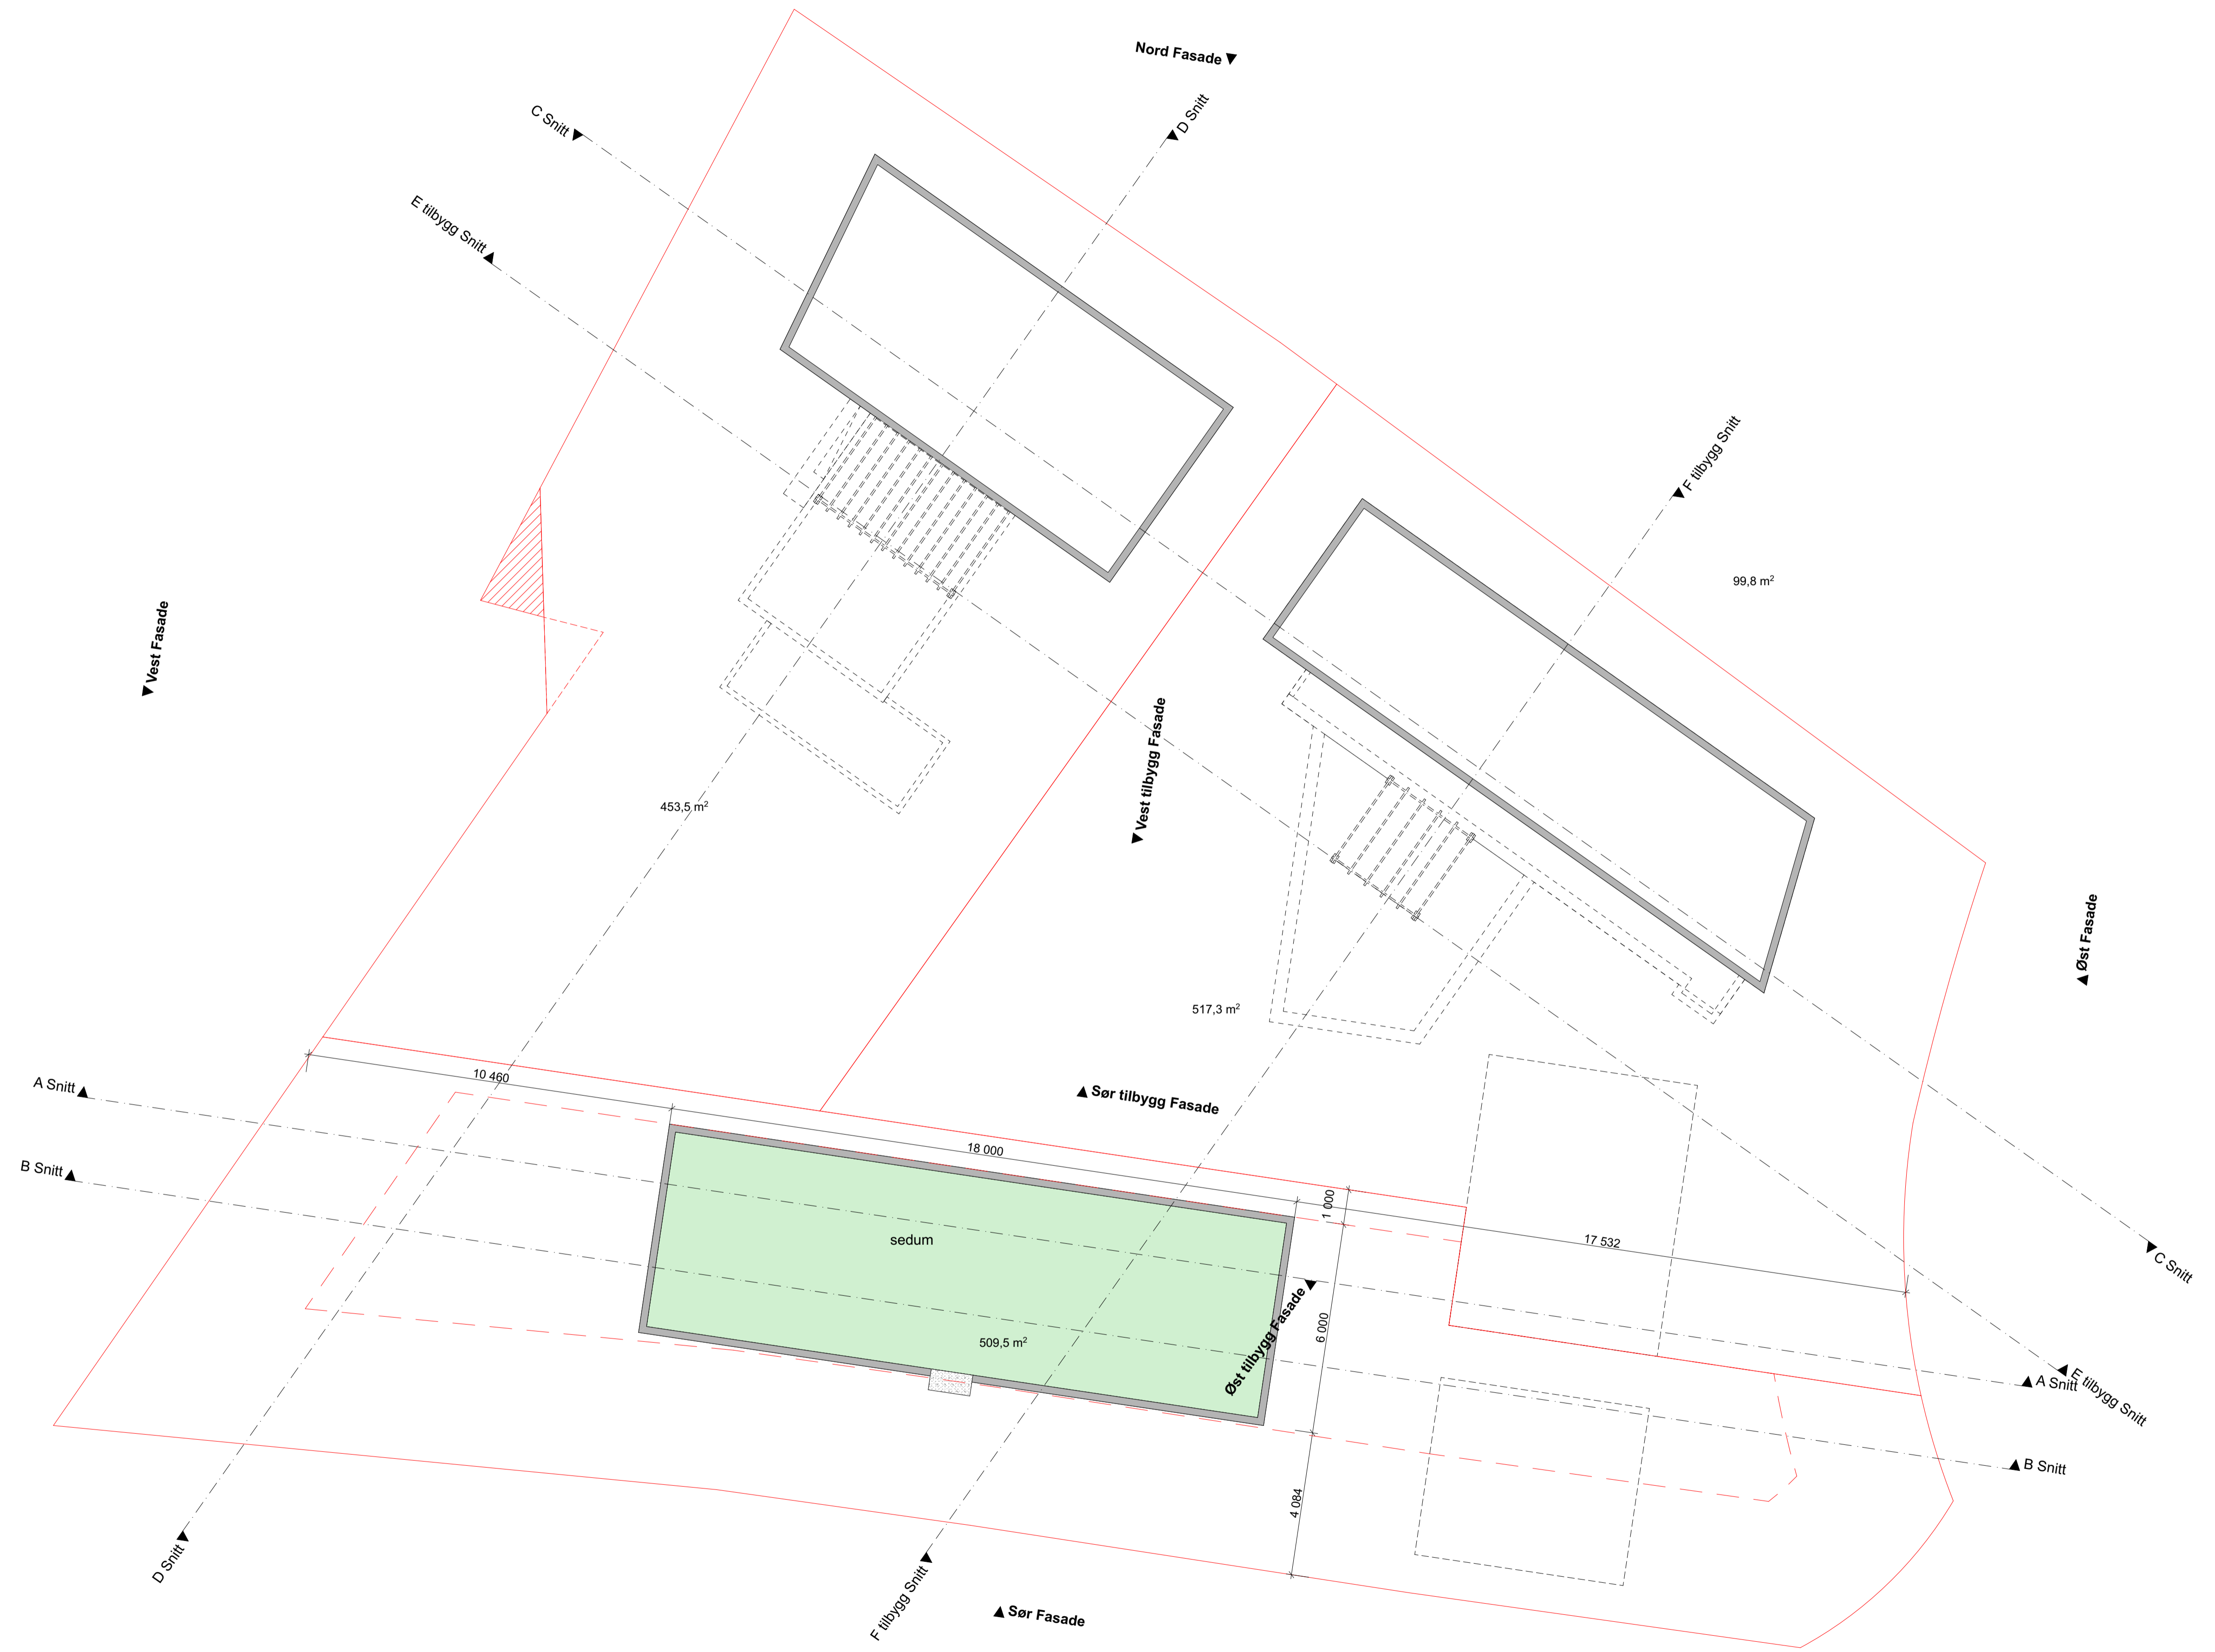 Nord Fasade
C Snitt
D Snitt
E tilbygg Snitt
F tilbygg Snitt
99,8 m²
Vest Fasade
Vest tilbygg Fasade
453,5 m²
Øst Fasade
517,3 m²
10 460
A Snitt
Sør tilbygg Fasade
18 000
B Snitt
1 000
sedum
17 532
C Snitt
6 000
509,5 m²
Øst tilbygg Fasade
A Snitt
E tilbygg Snitt
B Snitt
4 084
D Snitt
F tilbygg Snitt
Sør Fasade